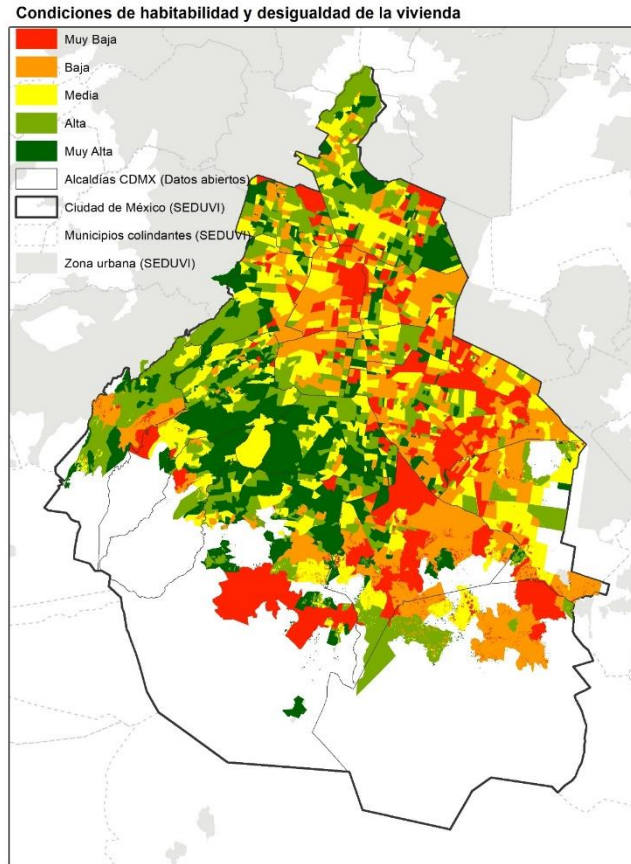 Condiciones de habitabilidad y desigualdad de la vivienda
Muy Baja
Baja
Media
Alta
Muy Alta
Alcaldías CDMX (Datos abiertos)
Ciudad de México (SEDUVI)
Municipios colindantes (SEDUVI)
Zona urbana (SEDUVI)